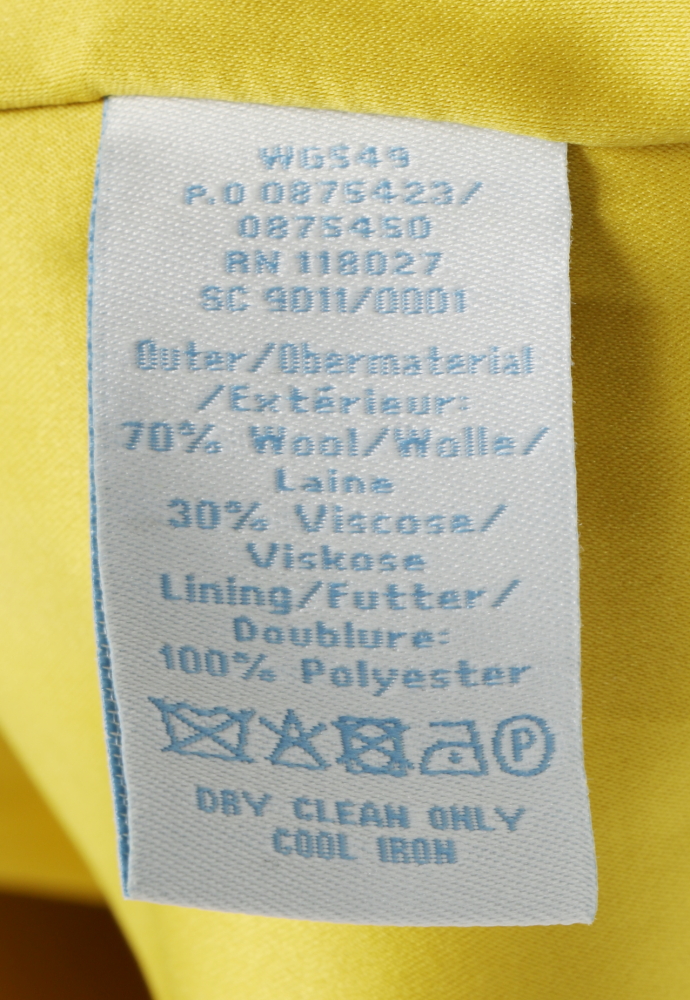 WGS49
P.O 0875423/
0875450
RN 118027
SC 9011/0001
Outer/Obermaterial
/Extérieur:
70% Wool/Wolle/
Laine
30% Viscose/
Viskose
Lining/Futter/
Doublure:
100% Polyester
P
DRY CLEAN ONLY
COOL IRON